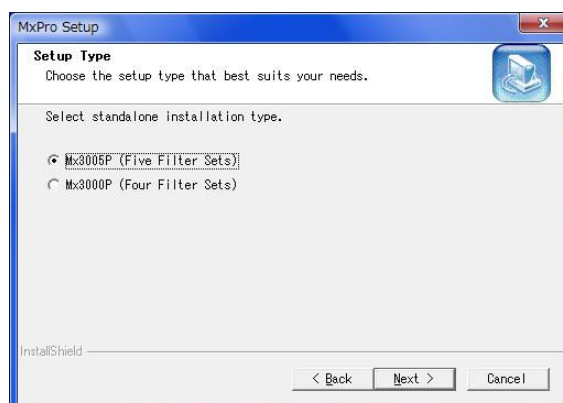 MxPro Setup
Setup Type
Choose the setup type that best suits your needs.
Select standalone installation type.
Mx3005P (Five Filter Sets)
Mx3000P (Four Filter Sets)
InstallShield
< Back Next > Cancel